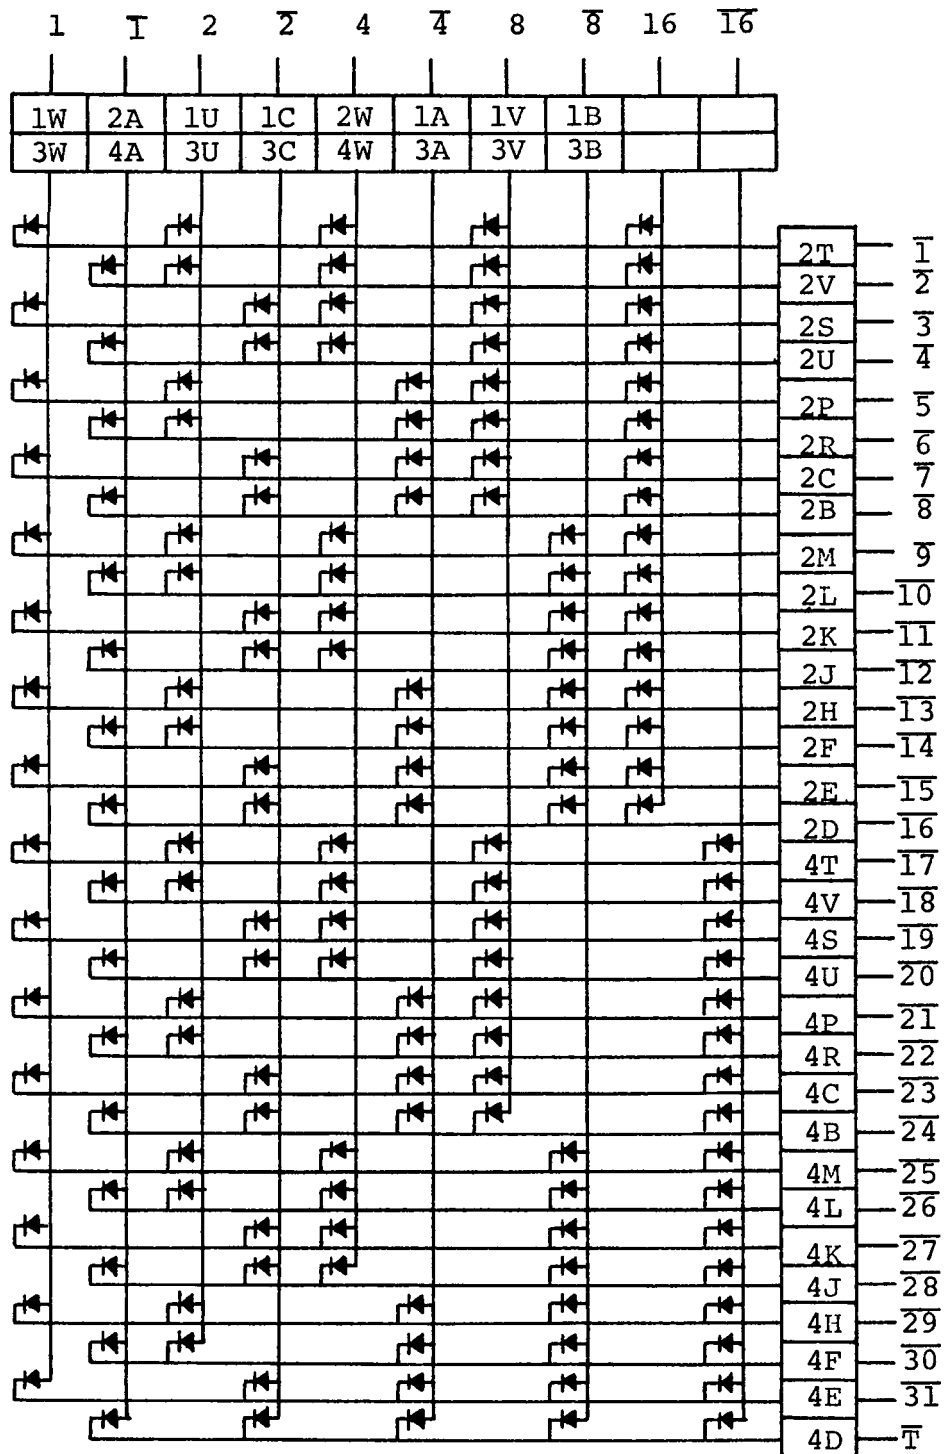 1 1̅ 2 2̅ 4 4̅ 8 8̅ 16 1̅6̅
1W 2A 1U 1C 2W 1A 1V 1B
3W 4A 3U 3C 4W 3A 3V 3B
2T 1̅
2V 2̅
2S 3̅
2U 4̅
2P 5̅
2R 6̅
2C 7̅
2B 8̅
2M 9̅
2L 1̅0̅
2K 1̅1̅
2J 1̅2̅
2H 1̅3̅
2F 1̅4̅
2E 1̅5̅
2D 1̅6̅
4T 1̅7̅
4V 1̅8̅
4S 1̅9̅
4U 2̅0̅
4P 2̅1̅
4R 2̅2̅
4C 2̅3̅
4B 2̅4̅
4M 2̅5̅
4L 2̅6̅
4K 2̅7̅
4J 2̅8̅
4H 2̅9̅
4F 3̅0̅
4E 3̅1̅
4D T̅